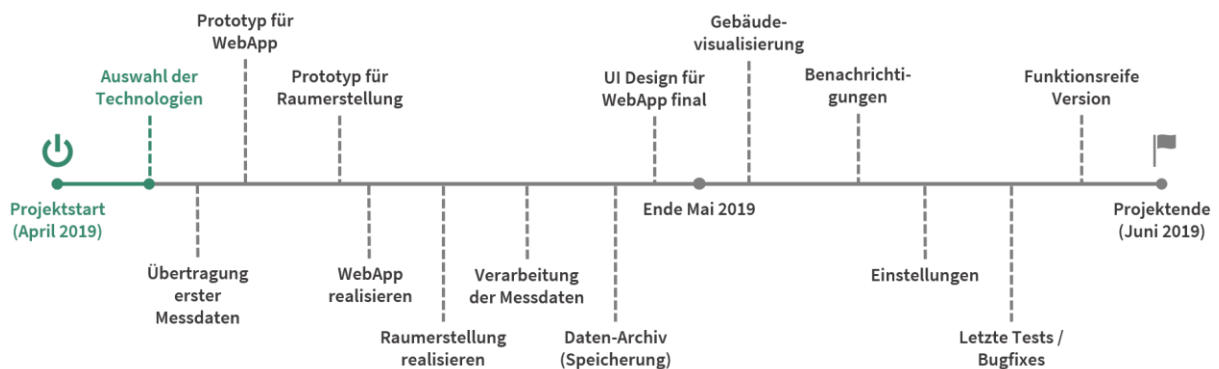 Prototyp für
WebApp
Gebäude-
visualisierung
Auswahl der
Technologien
Prototyp für
Raumerstellung
UI Design für
WebApp final
Benachrichti-
gungen
Funktionsreife
Version
Projektstart
(April 2019)
Ende Mai 2019
Projektende
(Juni 2019)
Übertragung
erster
Messdaten
WebApp
realisieren
Verarbeitung
der Messdaten
Einstellungen
Raumerstellung
realisieren
Daten-Archiv
(Speicherung)
Letzte Tests /
Bugfixes